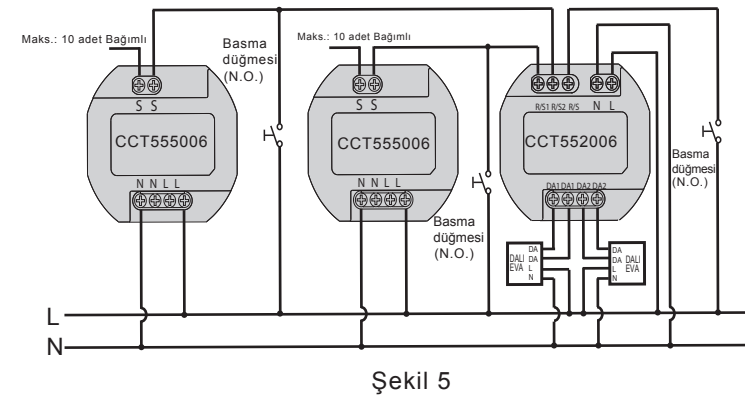 Maks.: 10 adet Bağımlı
Basma
düğmesi
(N.O.)
S S
CCT555006
N N L L
Maks.: 10 adet Bağımlı
S S
CCT555006
N N L L
Basma
düğmesi
(N.O.)
R/S1 R/S2 R/S N L
CCT552006
DA1 DA1 DA2 DA2
Basma
düğmesi
(N.O.)
DALI
EVA
DA
DA
L
N
DA
DA
L
N
DALI
EVA
L
N
Şekil 5